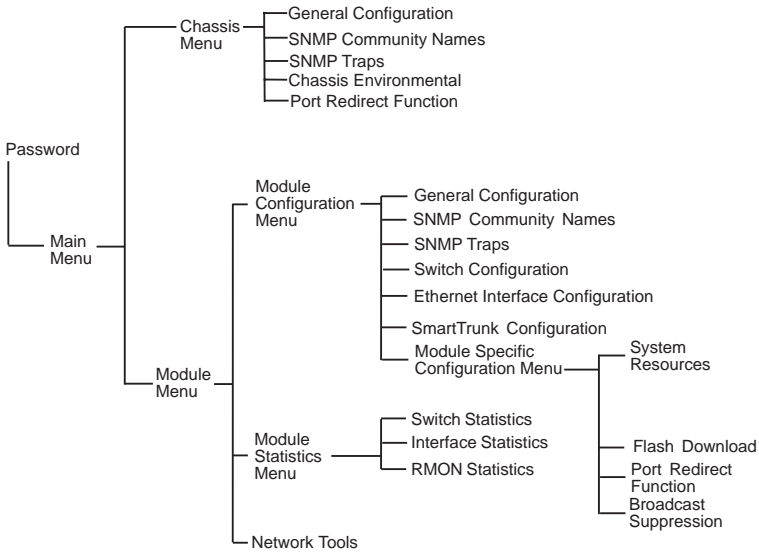 General Configuration
Chassis
Menu
SNMP Community Names
SNMP Traps
Chassis Environmental
Port Redirect Function
Password
Main
Menu
Module
Configuration
Menu
General Configuration
SNMP Community Names
SNMP Traps
Switch Configuration
Ethernet Interface Configuration
SmartTrunk Configuration
Module Specific
Configuration Menu
System
Resources
Flash Download
Port Redirect
Function
Broadcast
Suppression
Module
Menu
Module
Statistics
Menu
Switch Statistics
Interface Statistics
RMON Statistics
Network Tools